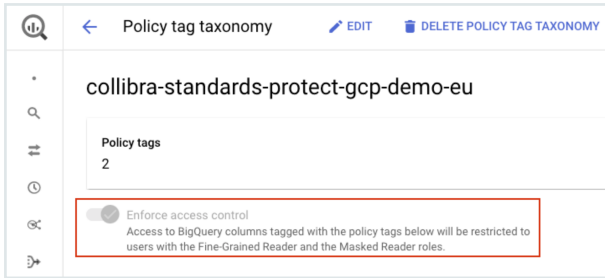 Policy tag taxonomy EDIT DELETE POLICY TAG TAXONOMY
collibra-standards-protect-gcp-demo-eu
Policy tags
2
Enforce access control
Access to BigQuery columns tagged with the policy tags below will be restricted to
users with the Fine-Grained Reader and the Masked Reader roles.